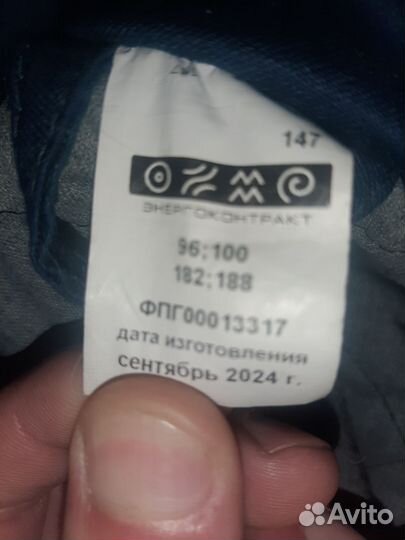 147
ЭНЕРГОКОНТРАКТ
96;100
182;188
ФПГ00013317
дата изготовления
сентябрь 2024 г.
Avito